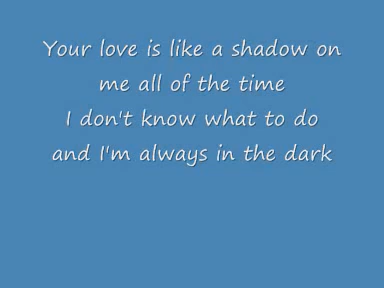 Your love is like a shadow on
me all of the time
I don't know what to do
and I'm always in the dark